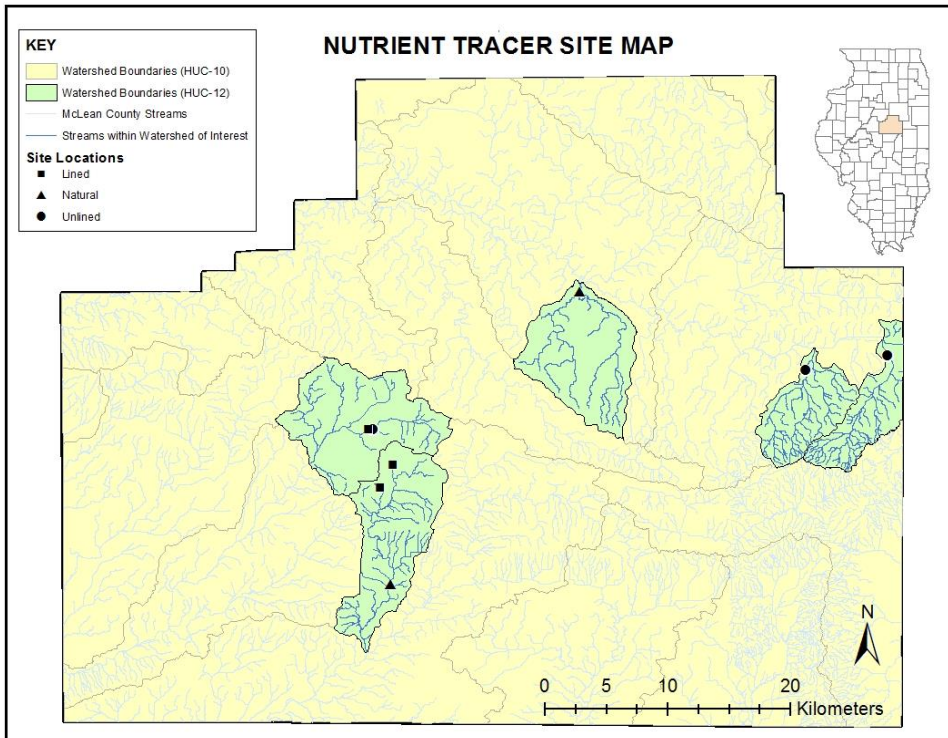 NUTRIENT TRACER SITE MAP
KEY
Watershed Boundaries (HUC-10)
Watershed Boundaries (HUC-12)
McLean County Streams
Streams within Watershed of Interest
Site Locations
Lined
Natural
Unlined
N
0 5 10 20
Kilometers